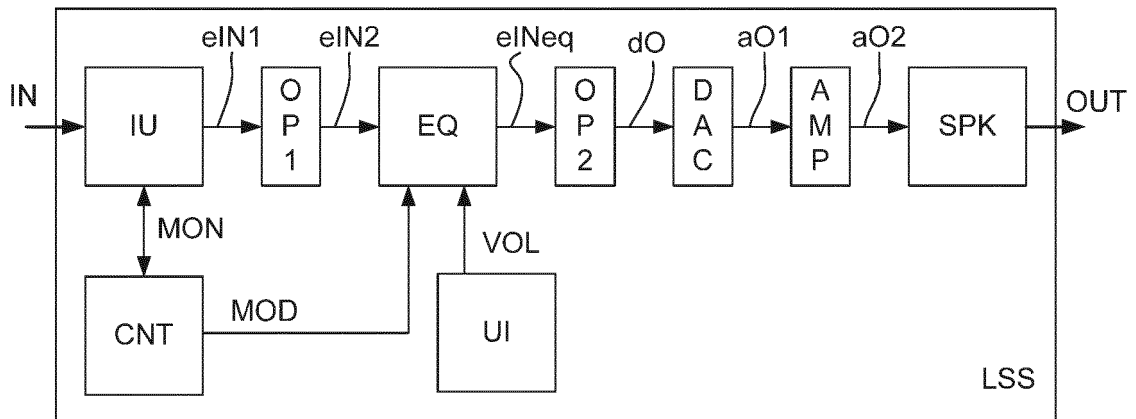 eIN1
eIN2
eINeq
dO
aO1
aO2
IN
IU
O
P
1
EQ
O
P
2
D
A
C
A
M
P
SPK
OUT
MON
VOL
CNT
MOD
UI
LSS